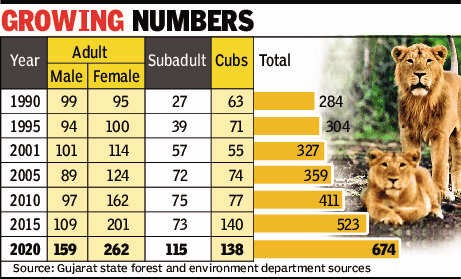 GROWING NUMBERS
Year Adult Subadult Cubs Total
Male Female
1990 99 95 27 63 284
1995 94 100 39 71 304
2001 101 114 57 55 327
2005 89 124 72 74 359
2010 97 162 75 77 411
2015 109 201 73 140 523
2020 159 262 115 138 674
Source: Gujarat state forest and environment department sources